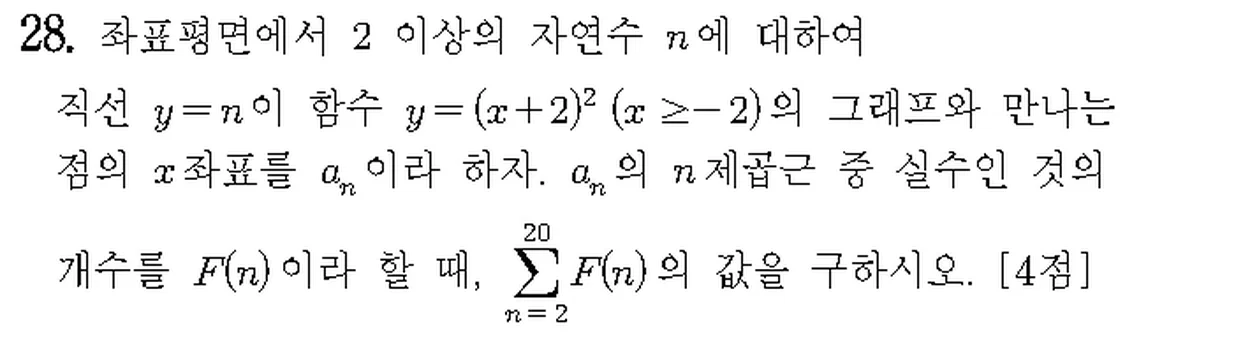 28. 좌표평면에서 2 이상의 자연수 n에 대하여
직선 y=n이 함수 y=(x+2)² (x ≥-2)의 그래프와 만나는
점의 x좌표를 aₙ이라 하자. aₙ의 n제곱근 중 실수인 것의
개수를 F(n)이라 할 때, \sum_{n=2}^{20} F(n)의 값을 구하시오. [4점]